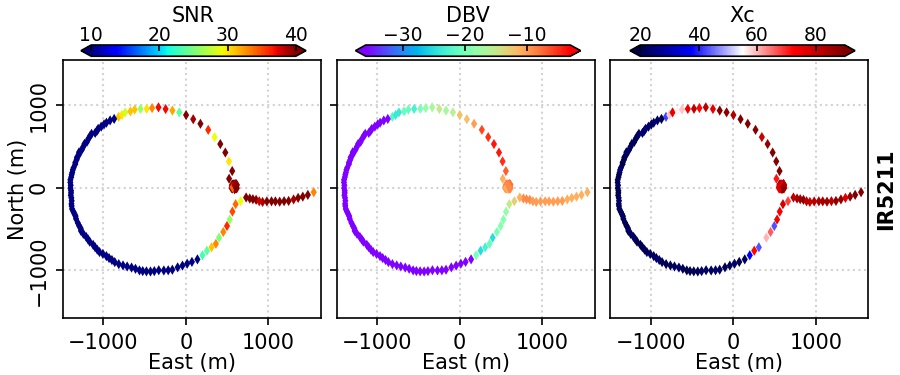 SNR DBV Xc
10 20 30 40 −30 −20 −10 20 40 60 80
North (m)
1000
0
−1000
−1000 0 1000 −1000 0 1000 −1000 0 1000
East (m) East (m) East (m)
IR5211